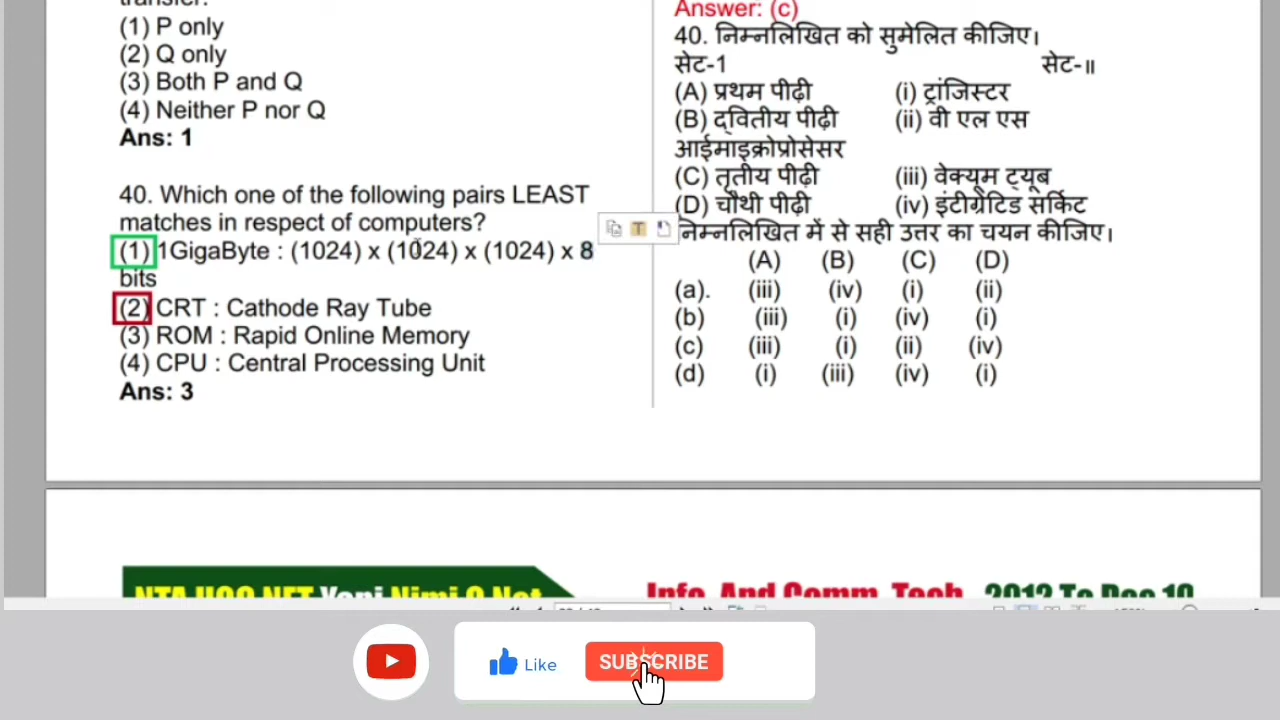 (1) P only
(2) Q only
(3) Both P and Q
(4) Neither P nor Q
Ans: 1
40. Which one of the following pairs LEAST
matches in respect of computers?
(1) 1GigaByte : (1024) x (1024) x (1024) x 8
bits
(2) CRT : Cathode Ray Tube
(3) ROM : Rapid Online Memory
(4) CPU : Central Processing Unit
Ans: 3
Answer: (c)
40. निम्नलिखित को सुमेलित कीजिए।
सेट-1 सेट-॥
(A) प्रथम पीढ़ी (i) ट्रांजिस्टर
(B) द्वितीय पीढ़ी (ii) वी एल एस
आईमाइक्रोप्रोसेसर
(C) तृतीय पीढ़ी (iii) वेक्यूम ट्यूब
(D) चौथी पीढ़ी (iv) इंटीग्रेटिड सर्किट
निम्नलिखित में से सही उत्तर का चयन कीजिए।
(A) (B) (C) (D)
(a). (iii) (iv) (i) (ii)
(b) (iii) (i) (iv) (i)
(c) (iii) (i) (ii) (iv)
(d) (i) (iii) (iv) (i)
Like
SUBSCRIBE